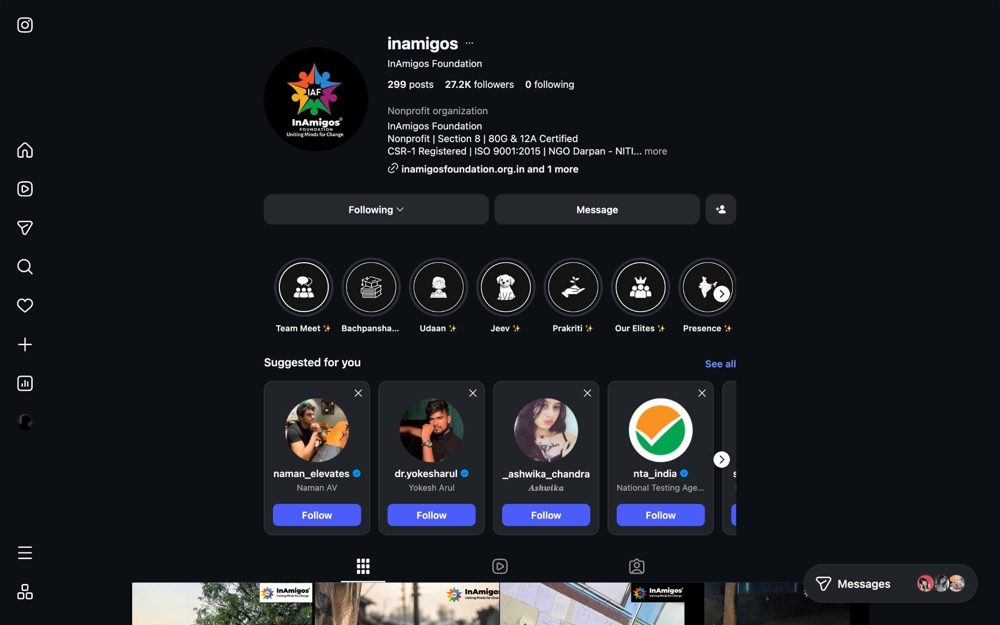 inamigos
InAmigos Foundation
299 posts 27.2K followers 0 following
IAF
InAmigos®
FOUNDATION
Uniting Minds for Change
Nonprofit organization
InAmigos Foundation
Nonprofit | Section 8 | 80G & 12A Certified
CSR-1 Registered | ISO 9001:2015 | NGO Darpan - NITI... more
inamigosfoundation.org.in and 1 more
Following
Message
Team Meet ✨
Bachpansha...
Udaan ✨
Jeev ✨
Prakriti ✨
Our Elites ✨
Presence ✨
Suggested for you
See all
naman_elevates
Naman AV
Follow
dr.yokesharul
Yokesh Arul
Follow
_ashwika_chandra
𝑨𝒔𝒉𝒘𝒊𝒌𝒂
Follow
nta_india
National Testing Age...
Follow
InAmigos®
Uniting Minds For Change
InAmigos
Uniting Minds For Chan
InAmigos®
Uniting Minds For Change
Messages